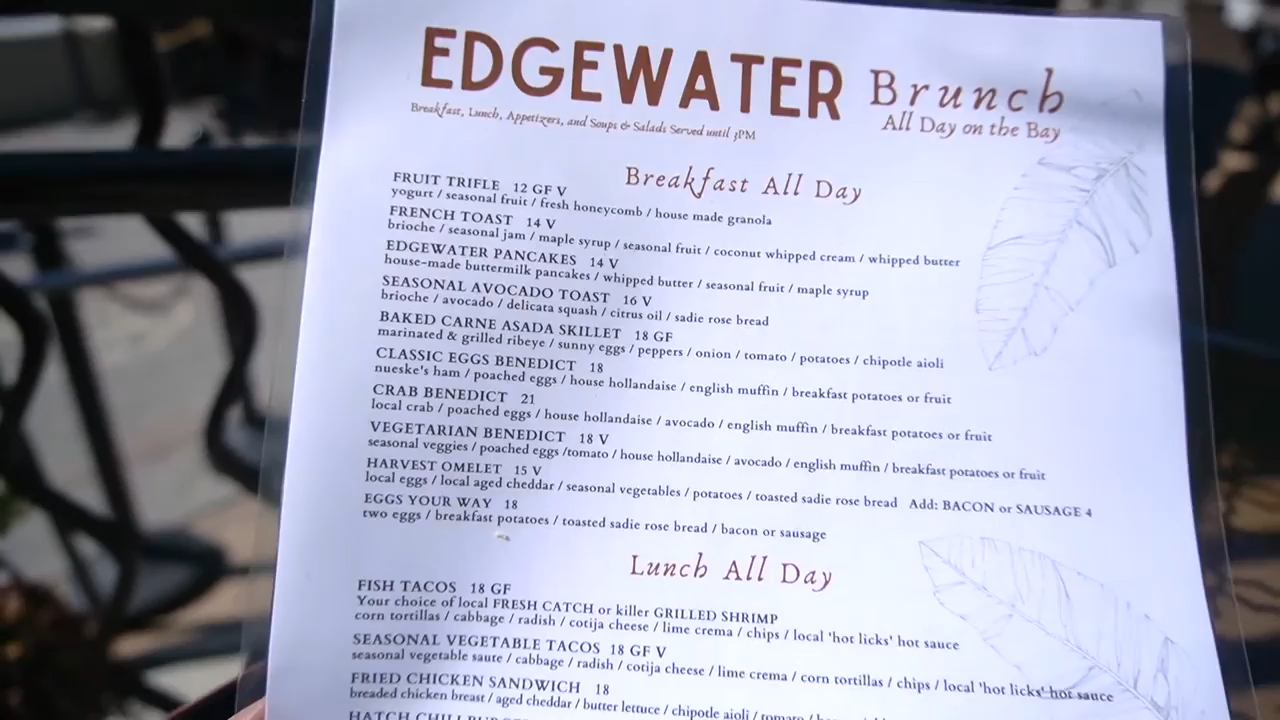 EDGEWATER Brunch
All Day on the Bay
Breakfast, Lunch, Appetizers, and Soups & Salads Served until 3PM
Breakfast All Day
FRUIT TRIFLE 12 GF V
yogurt / seasonal fruit / fresh honeycomb / house made granola
FRENCH TOAST 14 V
brioche / seasonal jam / maple syrup / seasonal fruit / coconut whipped cream / whipped butter
EDGEWATER PANCAKES 14 V
house-made buttermilk pancakes / whipped butter / seasonal fruit / maple syrup
SEASONAL AVOCADO TOAST 16 V
brioche / avocado / delicata squash / citrus oil / sadie rose bread
BAKED CARNE ASADA SKILLET 18 GF
marinated & grilled ribeye / sunny eggs / peppers / onion / tomato / potatoes / chipotle aioli
CLASSIC EGGS BENEDICT 18
nueske's ham / poached eggs / house hollandaise / english muffin / breakfast potatoes or fruit
CRAB BENEDICT 21
local crab / poached eggs / house hollandaise / avocado / english muffin / breakfast potatoes or fruit
VEGETARIAN BENEDICT 18 V
seasonal veggies / poached eggs /tomato / house hollandaise / avocado / english muffin / breakfast potatoes or fruit
HARVEST OMELET 15 V
local eggs / local aged cheddar / seasonal vegetables / potatoes / toasted sadie rose bread Add: BACON or SAUSAGE 4
EGGS YOUR WAY 18
two eggs / breakfast potatoes / toasted sadie rose bread / bacon or sausage
Lunch All Day
FISH TACOS 18 GF
Your choice of local FRESH CATCH or killer GRILLED SHRIMP
corn tortillas / cabbage / radish / cotija cheese / lime crema / chips / local 'hot licks' hot sauce
SEASONAL VEGETABLE TACOS 18 GF V
seasonal vegetable saute / cabbage / radish / cotija cheese / lime crema / corn tortillas / chips / local 'hot licks' hot sauce
FRIED CHICKEN SANDWICH 18
breaded chicken breast / aged cheddar / butter lettuce / chipotle aioli / tomato /
HATCH